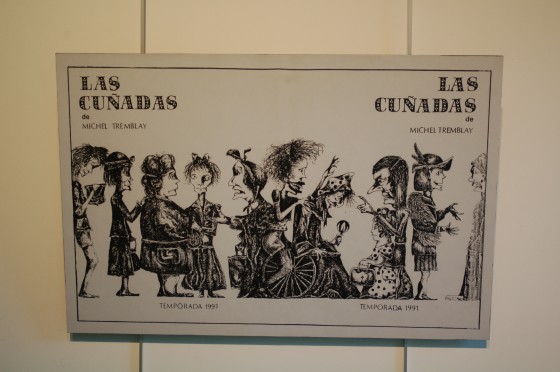 LAS
CUÑADAS
de
MICHEL TREMBLAY
LAS
CUÑADAS
de
MICHEL TREMBLAY
TEMPORADA 1991
TEMPORADA 1991